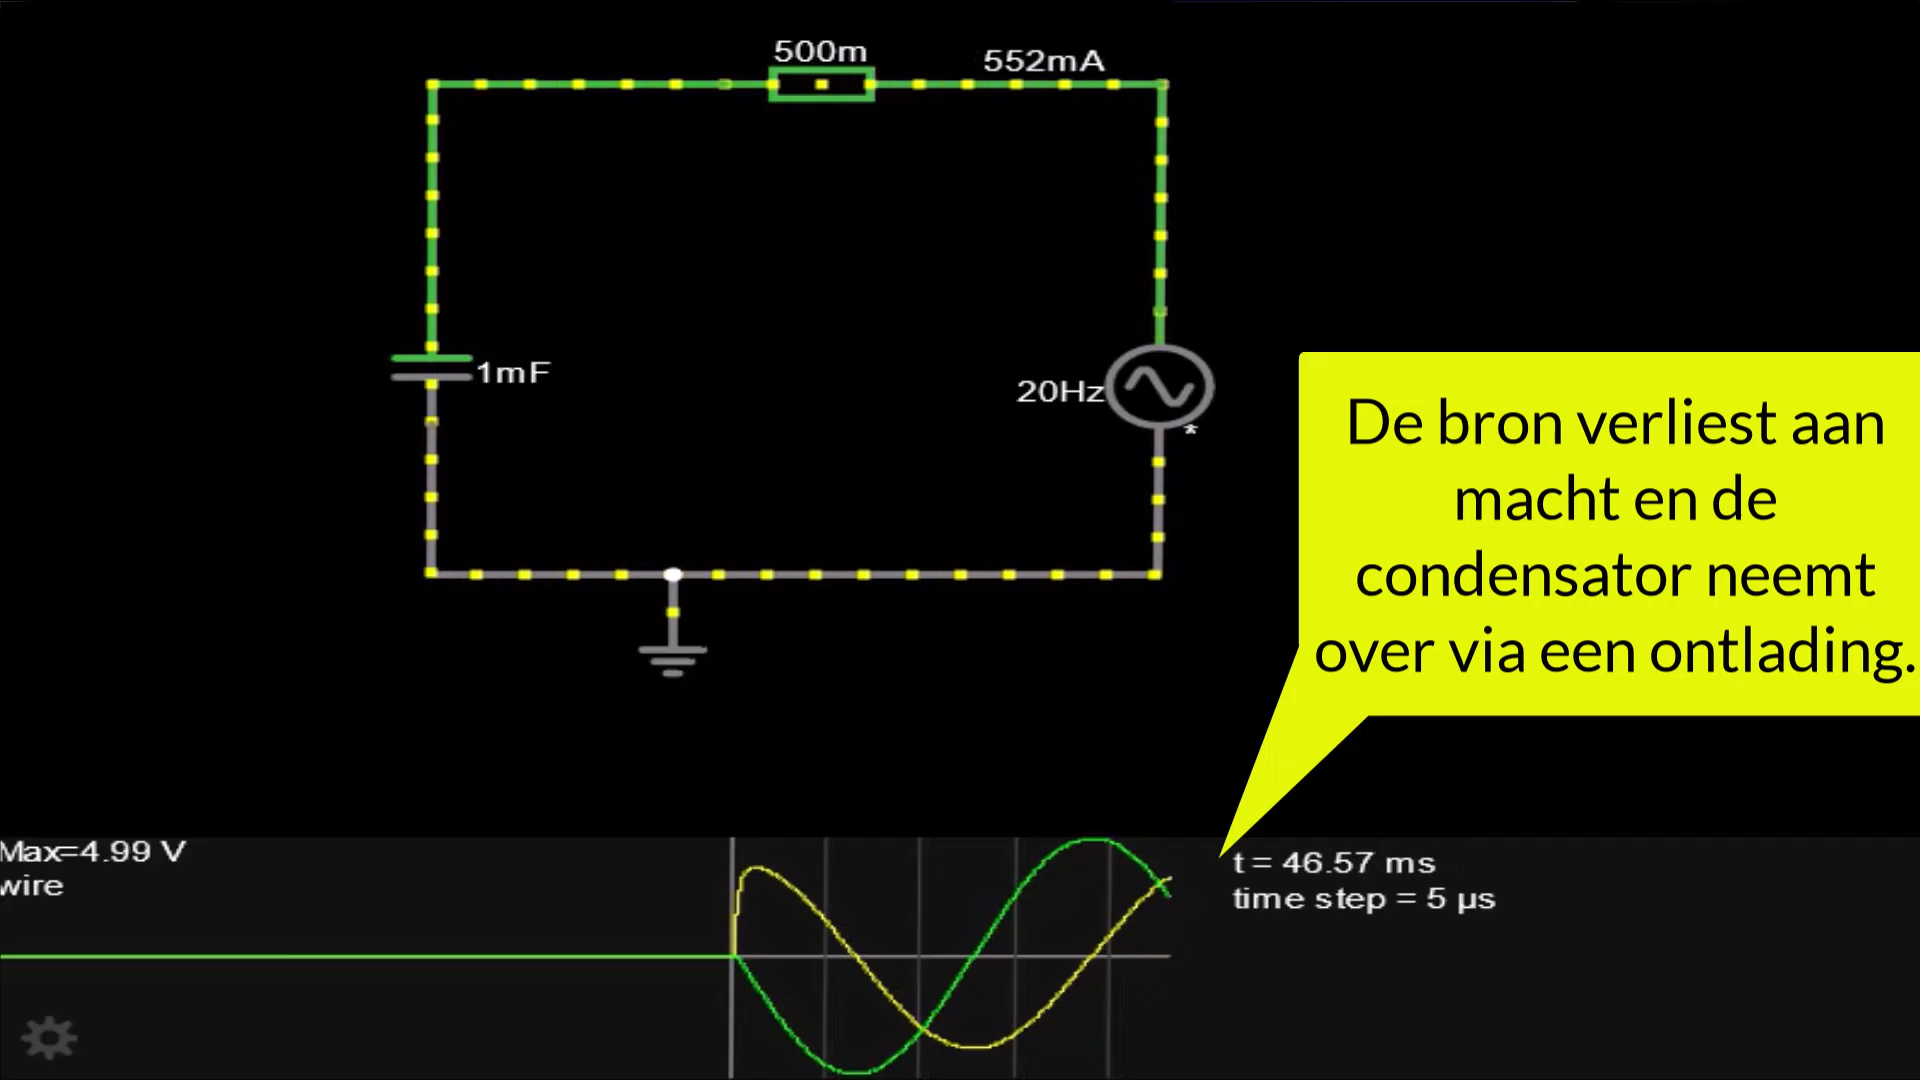 500m
552mA
1mF
20Hz
*
De bron verliest aan
macht en de
condensator neemt
over via een ontlading.
Max=4.99 V
wire
t = 46.57 ms
time step = 5 µs